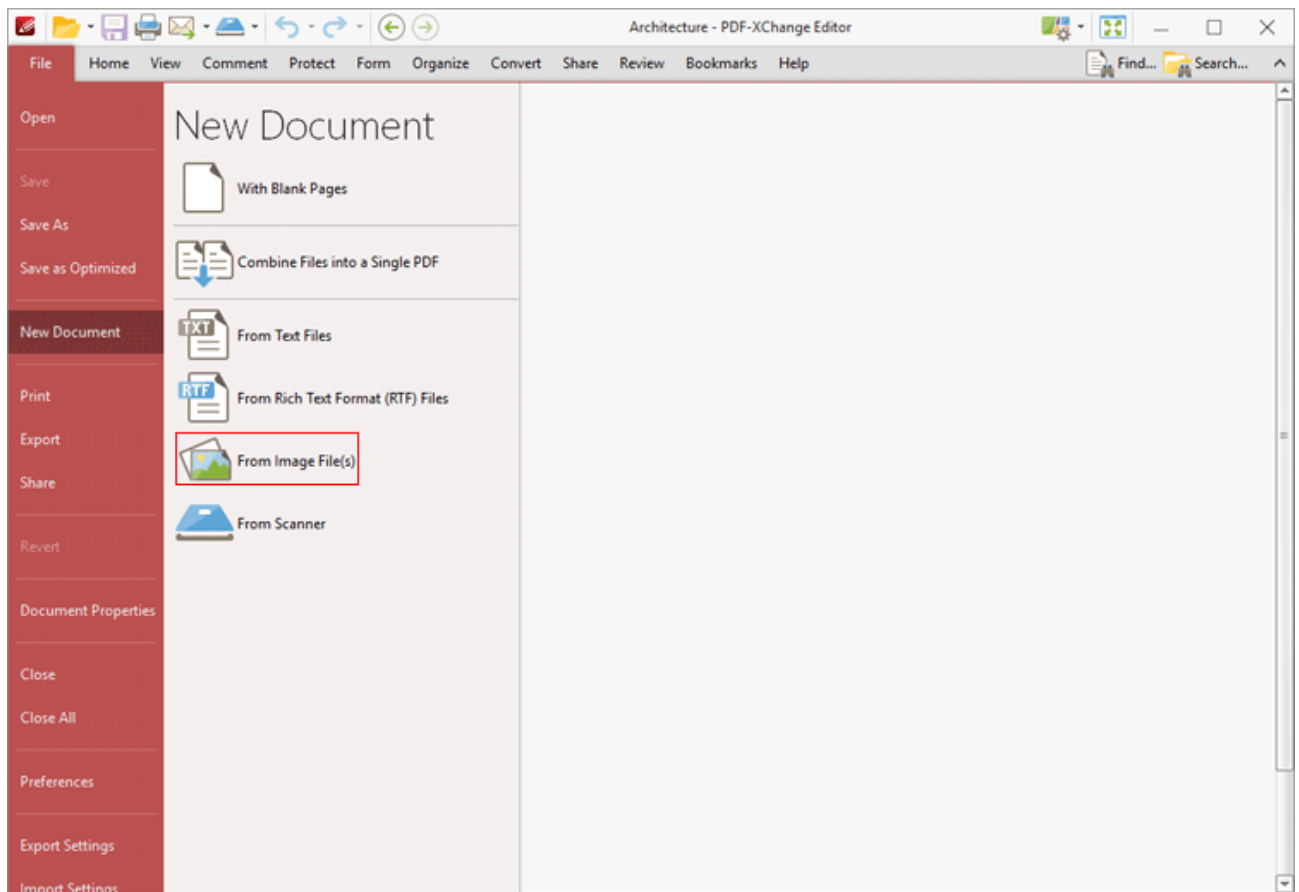 Architecture - PDF-XChange Editor
File Home View Comment Protect Form Organize Convert Share Review Bookmarks Help Find... Search...
Open
Save
Save As
Save as Optimized
New Document
Print
Export
Share
Revert
Document Properties
Close
Close All
Preferences
Export Settings
Import Settings
New Document
With Blank Pages
Combine Files into a Single PDF
TXT
From Text Files
RTF
From Rich Text Format (RTF) Files
From Image File(s)
From Scanner